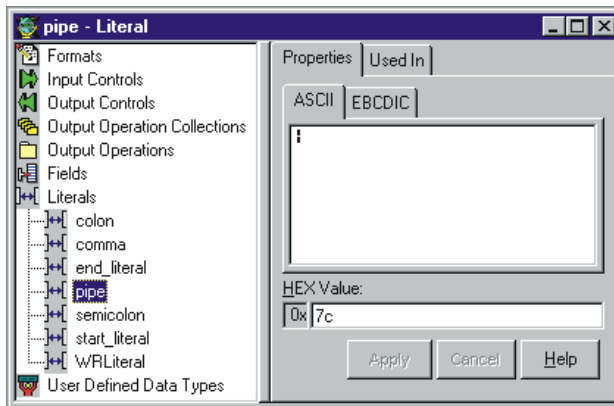 pipe - Literal
Formats
Input Controls
Output Controls
Output Operation Collections
Output Operations
Fields
Literals
colon
comma
end_literal
pipe
semicolon
start_literal
WRLiteral
User Defined Data Types
Properties
Used In
ASCII
EBCDIC
¦
HEX Value:
0x 7c
Apply
Cancel
Help